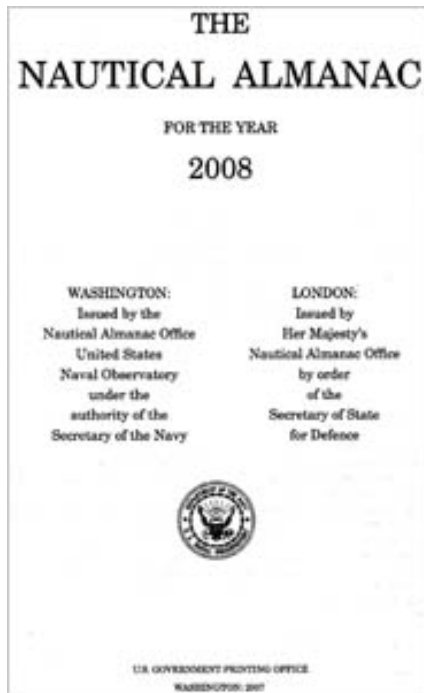 THE
NAUTICAL ALMANAC
FOR THE YEAR
2008
WASHINGTON:
Issued by the
Nautical Almanac Office
United States
Naval Observatory
under the
authority of the
Secretary of the Navy
LONDON:
Issued by
Her Majesty's
Nautical Almanac Office
by order
of the
Secretary of State
for Defence
U.S. GOVERNMENT PRINTING OFFICE
WASHINGTON: 2007